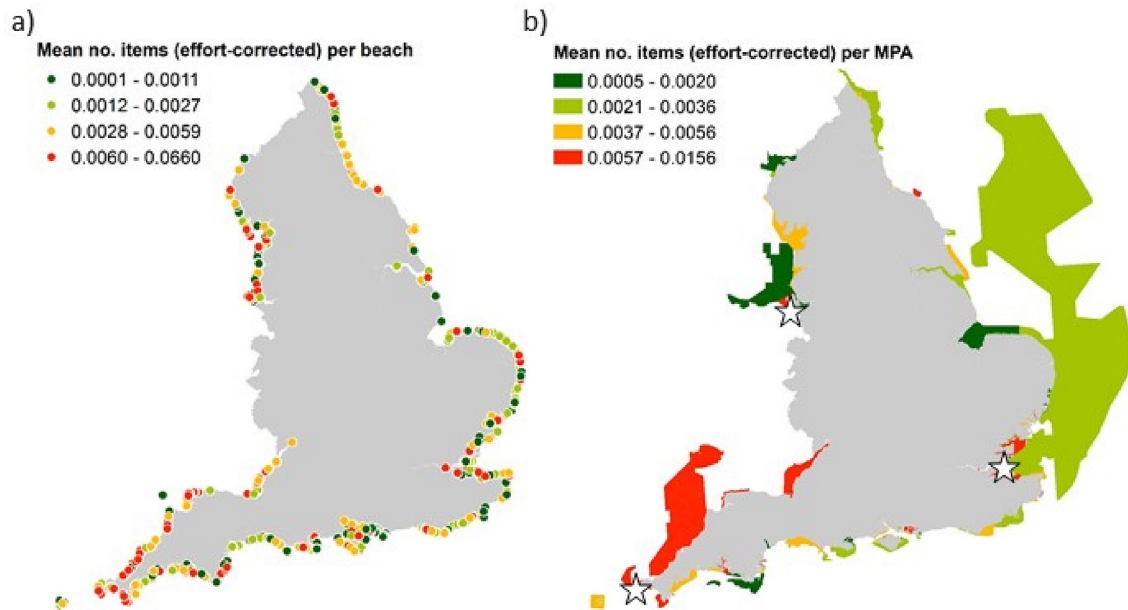 a)
Mean no. items (effort-corrected) per beach
0.0001 - 0.0011
0.0012 - 0.0027
0.0028 - 0.0059
0.0060 - 0.0660
b)
Mean no. items (effort-corrected) per MPA
0.0005 - 0.0020
0.0021 - 0.0036
0.0037 - 0.0056
0.0057 - 0.0156